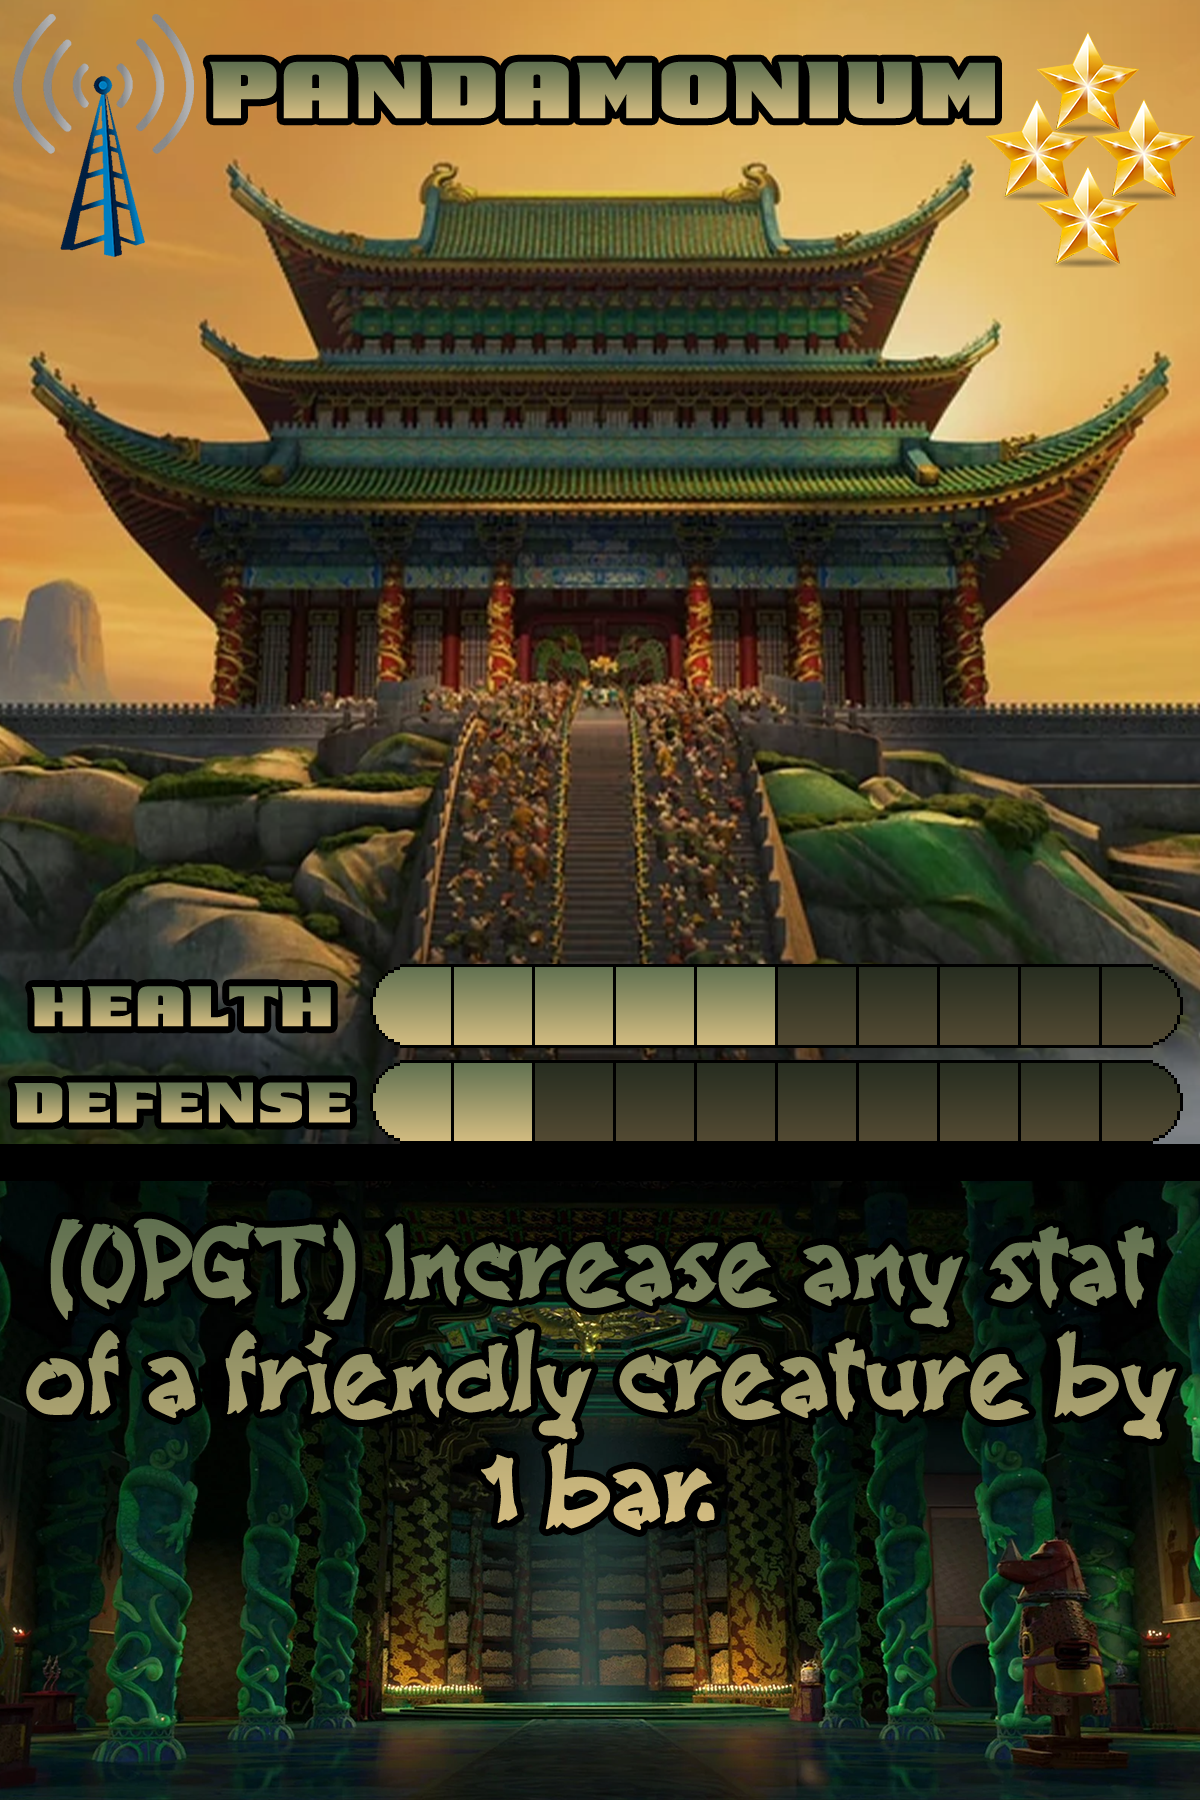 PANDAMONIUM
HEALTH
DEFENSE
(OPGT) Increase any stat
of a friendly creature by
1 bar.